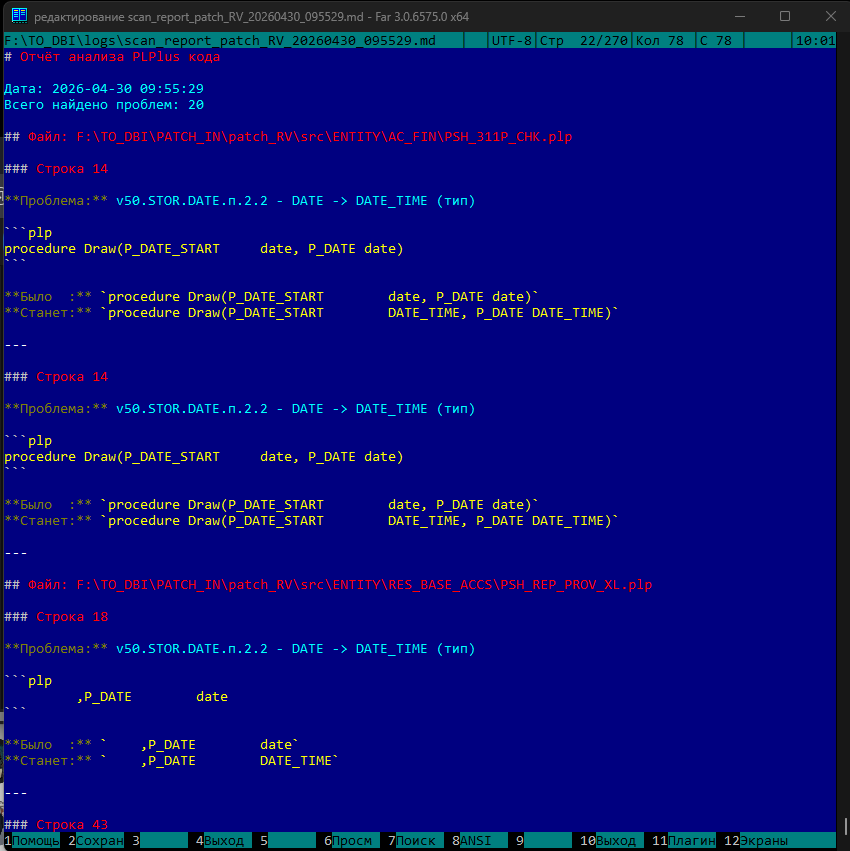 редактирование scan_report_patch_RV_20260430_095529.md - Far 3.0.6575.0 x64
F:\TO_DBI\logs\scan_report_patch_RV_20260430_095529.md UTF-8 Стр 22/270 Кол 78 С 78 10:01
# Отчёт анализа PLPlus кода
Дата: 2026-04-30 09:55:29
Всего найдено проблем: 20
## Файл: F:\TO_DBI\PATCH_IN\patch_RV\src\ENTITY\AC_FIN\PSH_311P_CHK.plp
### Строка 14
**Проблема:** v50.STOR.DATE.п.2.2 - DATE -> DATE_TIME (тип)
```plp
procedure Draw(P_DATE_START     date, P_DATE date)
```
**Было  :** `procedure Draw(P_DATE_START        date, P_DATE date)`
**Станет:** `procedure Draw(P_DATE_START        DATE_TIME, P_DATE DATE_TIME)`
---
### Строка 14
**Проблема:** v50.STOR.DATE.п.2.2 - DATE -> DATE_TIME (тип)
```plp
procedure Draw(P_DATE_START     date, P_DATE date)
```
**Было  :** `procedure Draw(P_DATE_START        date, P_DATE date)`
**Станет:** `procedure Draw(P_DATE_START        DATE_TIME, P_DATE DATE_TIME)`
---
## Файл: F:\TO_DBI\PATCH_IN\patch_RV\src\ENTITY\RES_BASE_ACCS\PSH_REP_PROV_XL.plp
### Строка 18
**Проблема:** v50.STOR.DATE.п.2.2 - DATE -> DATE_TIME (тип)
```plp
         ,P_DATE        date
```
**Было  :** `    ,P_DATE        date`
**Станет:** `    ,P_DATE        DATE_TIME`
---
### Строка 43
1Помощь 2Сохран 3 4Выход 5 6Просм 7Поиск 8ANSI 9 10Выход 11Плагин 12Экраны